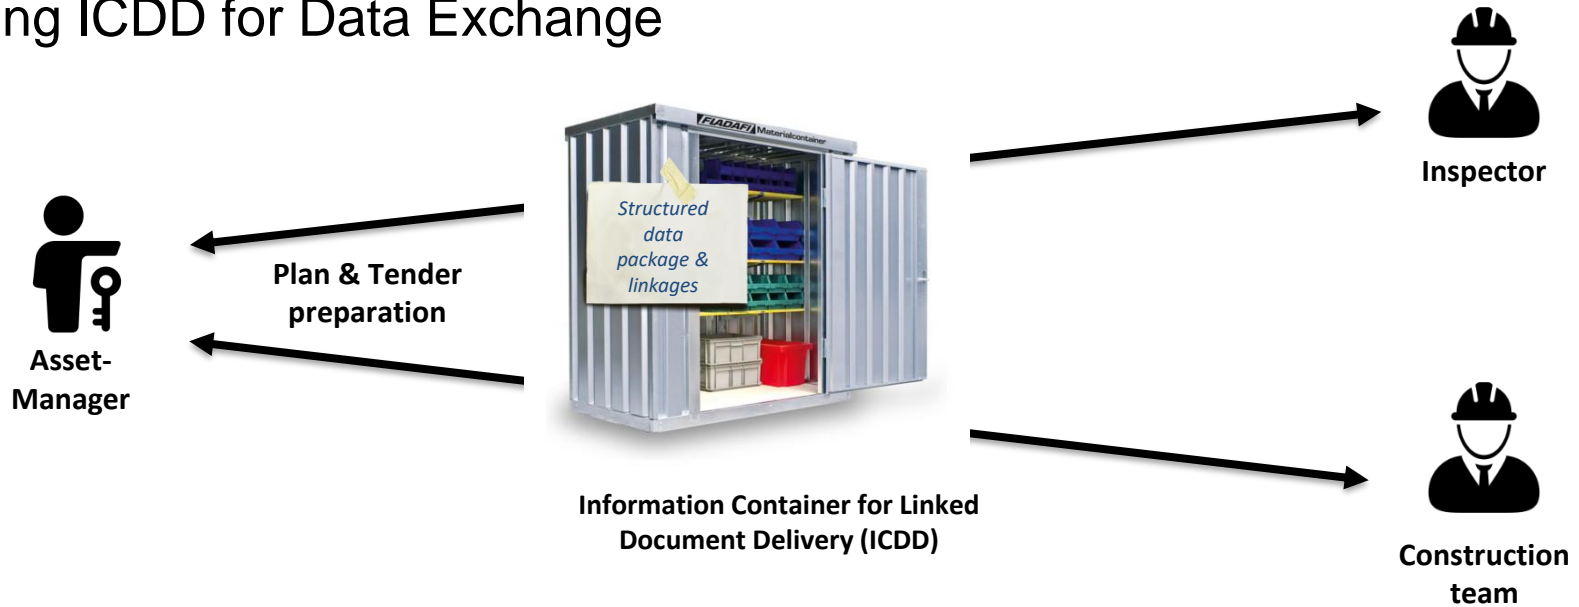 ng ICDD for Data Exchange
FLADAFI Materialcontainer
Inspector
Structured
data
package &
linkages
Plan & Tender
preparation
Asset-
Manager
Information Container for Linked
Document Delivery (ICDD)
Construction
team